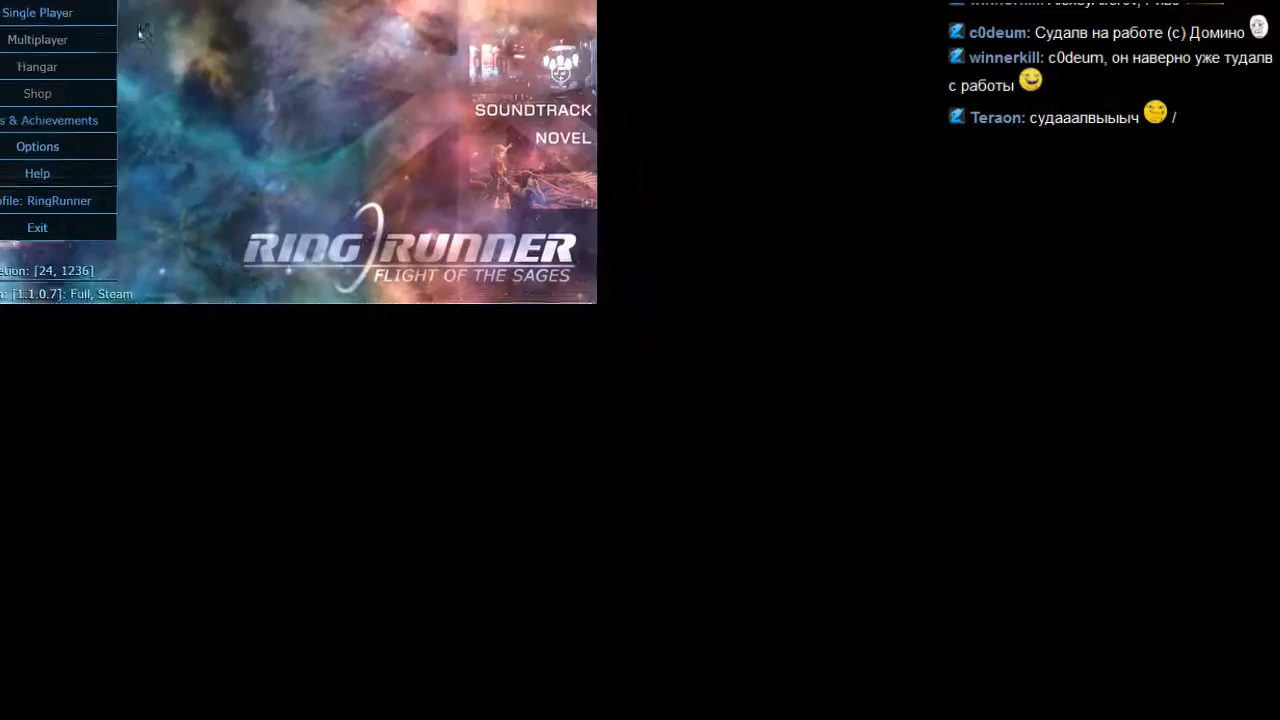 Single Player
Multiplayer
Hangar
Shop
s & Achievements
Options
Help
ofile: RingRunner
Exit
etion: [24, 1236]
n: [1.1.0.7]: Full, Steam
SOUNDTRACK
NOVEL
RING RUNNER
FLIGHT OF THE SAGES
c0deum: Судалв на работе (с) Домино
winnerkill: c0deum, он наверно уже тудалв
с работы
Teraon: судааалвыыыч /